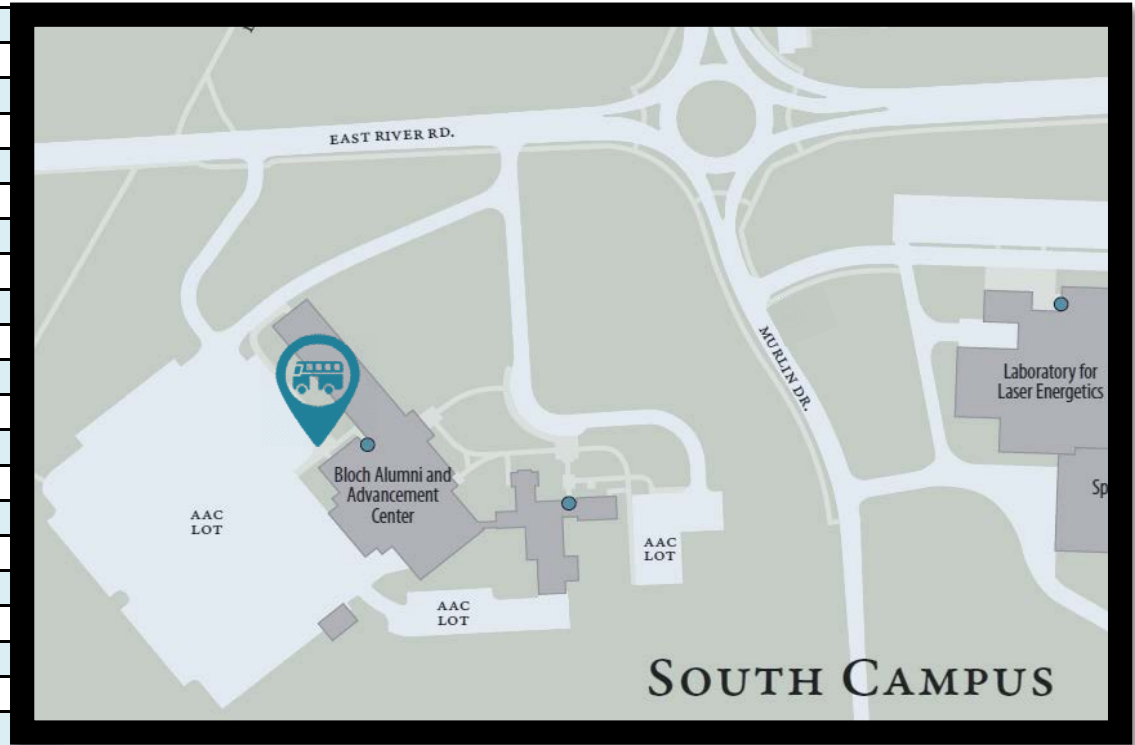 EAST RIVER RD.
MURLIN DR.
Laboratory for
Laser Energetics
Sp
Bloch Alumni and
Advancement
Center
AAC
LOT
AAC
LOT
AAC
LOT
SOUTH CAMPUS